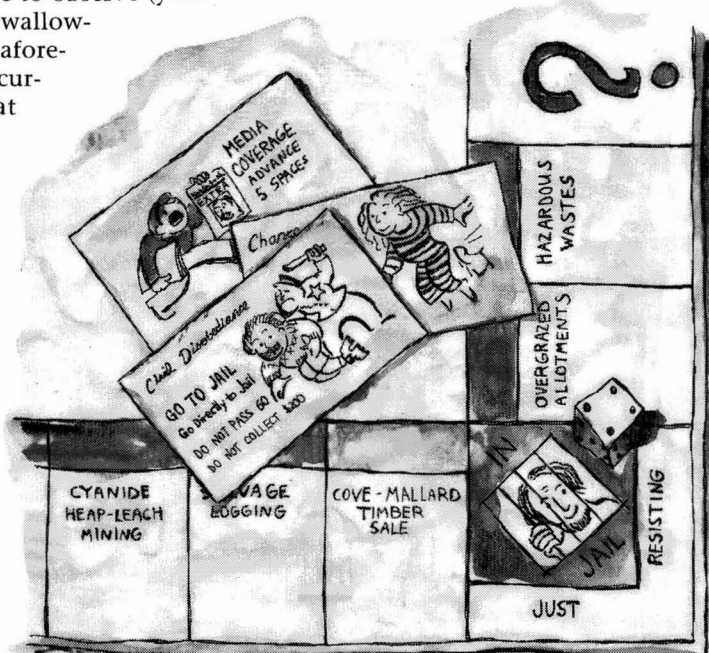 wallow-
afore-
cur-
at
?
MEDIA
COVERAGE
ADVANCE
5 SPACES
EXTRA
Chance
Civil Disobedience
GO TO JAIL
Go Directly to Jail
DO NOT PASS GO
DO NOT COLLECT $200
HAZARDOUS
WASTES
OVERGRAZED
ALLOTMENTS
CYANIDE
HEAP-LEACH
MINING
LOGGING
COVE-MALLARD
TIMBER
SALE
IN
JAIL
JUST
RESISTING